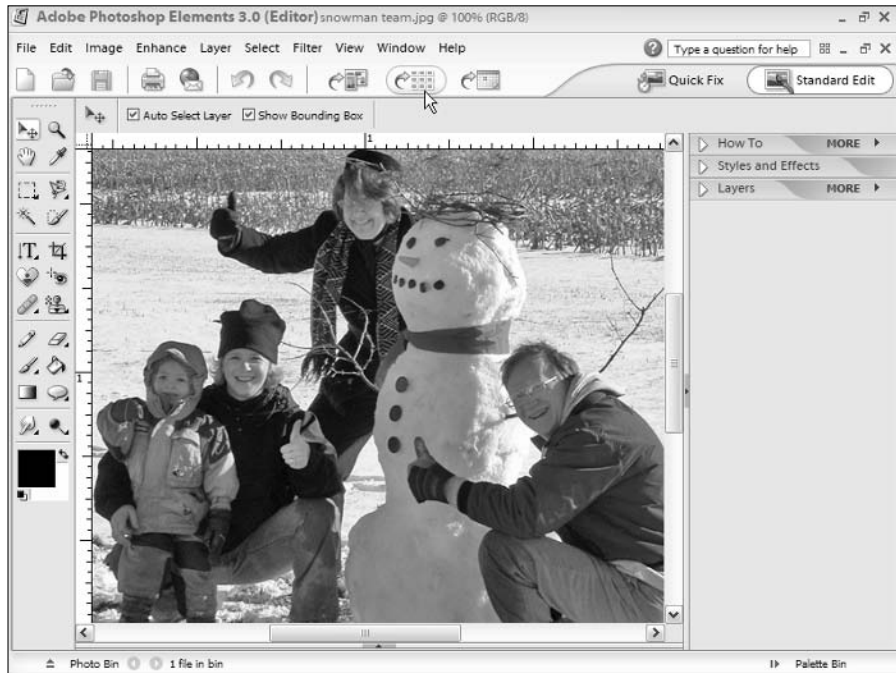 Adobe Photoshop Elements 3.0 (Editor) snowman team.jpg @ 100% (RGB/8)
File Edit Image Enhance Layer Select Filter View Window Help
? Type a question for help
Quick Fix
Standard Edit
Auto Select Layer Show Bounding Box
1
How To MORE
Styles and Effects
Layers MORE
T
1
Photo Bin 1 file in bin Palette Bin